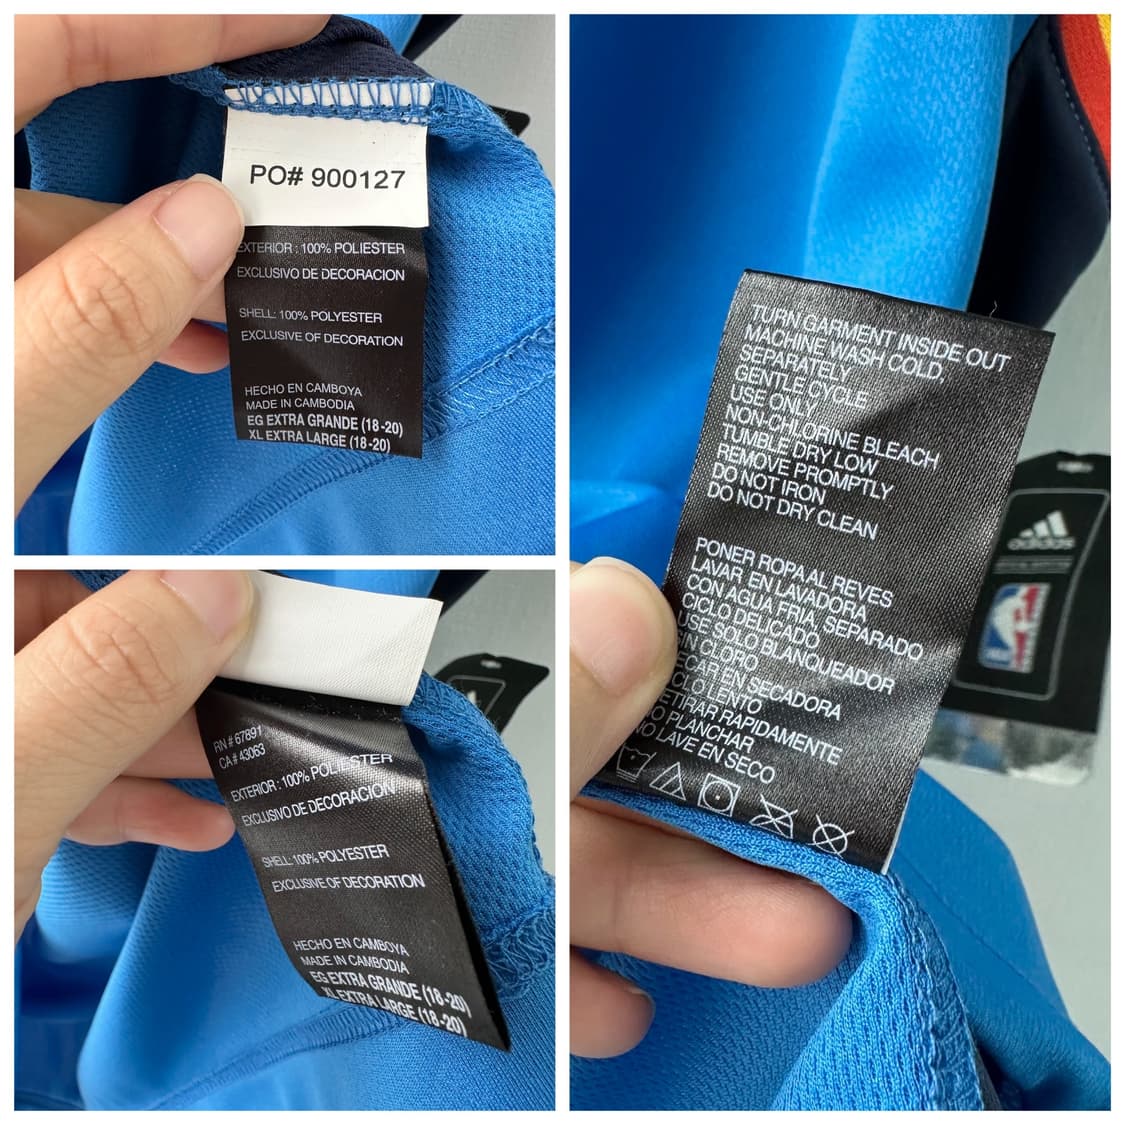 PO# 900127
EXTERIOR : 100% POLIESTER
EXCLUSIVO DE DECORACION
SHELL: 100% POLYESTER
EXCLUSIVE OF DECORATION
HECHO EN CAMBOYA
MADE IN CAMBODIA
EG EXTRA GRANDE (18-20)
XL EXTRA LARGE (18-20)
RN # 67891
CA # 43063
EXTERIOR : 100% POLIESTER
EXCLUSIVO DE DECORACION
SHELL: 100% POLYESTER
EXCLUSIVE OF DECORATION
HECHO EN CAMBOYA
MADE IN CAMBODIA
EG EXTRA GRANDE (18-20)
XL EXTRA LARGE (18-20)
TURN GARMENT INSIDE OUT
MACHINE WASH COLD,
SEPARATELY
GENTLE CYCLE
USE ONLY
NON-CHLORINE BLEACH
TUMBLE DRY LOW
REMOVE PROMPTLY
DO NOT IRON
DO NOT DRY CLEAN
PONER ROPA AL REVES
LAVAR EN LAVADORA
CON AGUA FRIA, SEPARADO
CICLO DELICADO
USE SOLO BLANQUEADOR
SIN CLORO
ECAR EN SECADORA
CLO LENTO
ETIRAR RAPIDAMENTE
O PLANCHAR
NO LAVE EN SECO
adidas
NBA